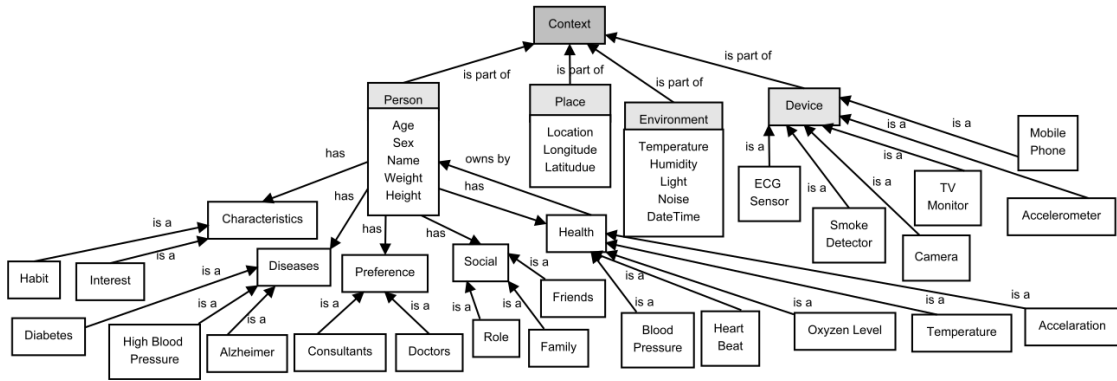 Context
is part of
is part of
is part of
is part of
Person
Age
Sex
Name
Weight
Height
Place
Location
Longitude
Latitudue
Environment
Temperature
Humidity
Light
Noise
DateTime
Device
is a
is a
is a
is a
is a
is a
Mobile
Phone
ECG
Sensor
TV
Monitor
Accelerometer
Smoke
Detector
Camera
has
has
has
has
has
owns by
Characteristics
Diseases
Preference
Social
Health
is a
is a
Habit
Interest
is a
is a
is a
Diabetes
High Blood
Pressure
Alzheimer
is a
is a
Consultants
Doctors
is a
is a
is a
Friends
Role
Family
is a
is a
is a
is a
is a
Blood
Pressure
Heart
Beat
Oxyzen Level
Temperature
Accelaration